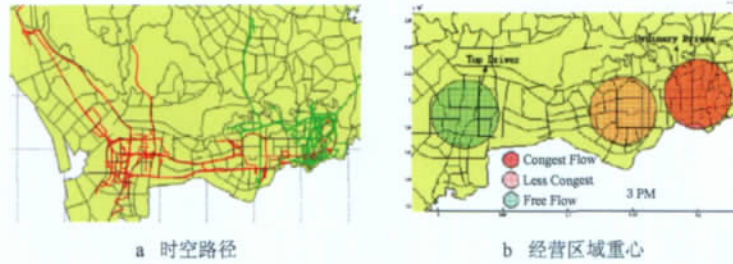 Top Driver
Ordinary Driver
Congest Flow
Less Congest
Free Flow
3 PM
a 时空路径
b 经营区域重心